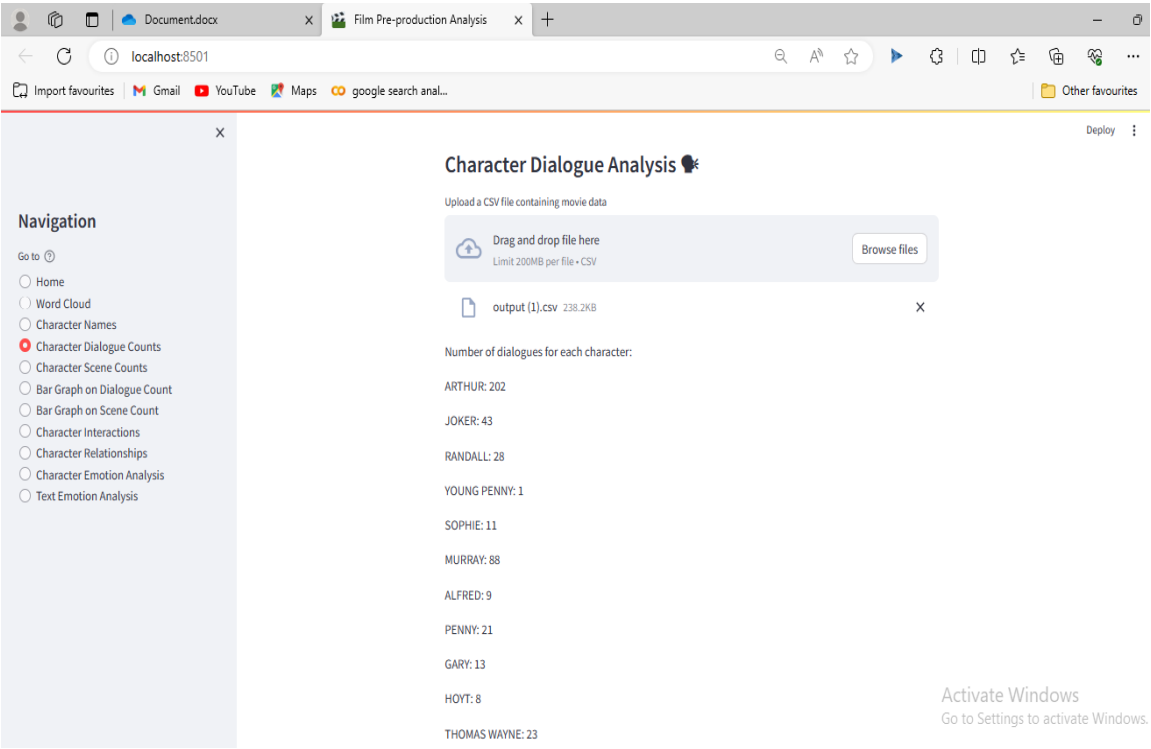 Document.docx
Film Pre-production Analysis
localhost:8501
Import favourites
Gmail
YouTube
Maps
google search anal...
Other favourites
Deploy
Navigation
Go to
Home
Word Cloud
Character Names
Character Dialogue Counts
Character Scene Counts
Bar Graph on Dialogue Count
Bar Graph on Scene Count
Character Interactions
Character Relationships
Character Emotion Analysis
Text Emotion Analysis
Character Dialogue Analysis
Upload a CSV file containing movie data
Drag and drop file here
Limit 200MB per file • CSV
Browse files
output (1).csv 238.2KB
Number of dialogues for each character:
ARTHUR: 202
JOKER: 43
RANDALL: 28
YOUNG PENNY: 1
SOPHIE: 11
MURRAY: 88
ALFRED: 9
PENNY: 21
GARY: 13
HOYT: 8
THOMAS WAYNE: 23
Activate Windows
Go to Settings to activate Windows.